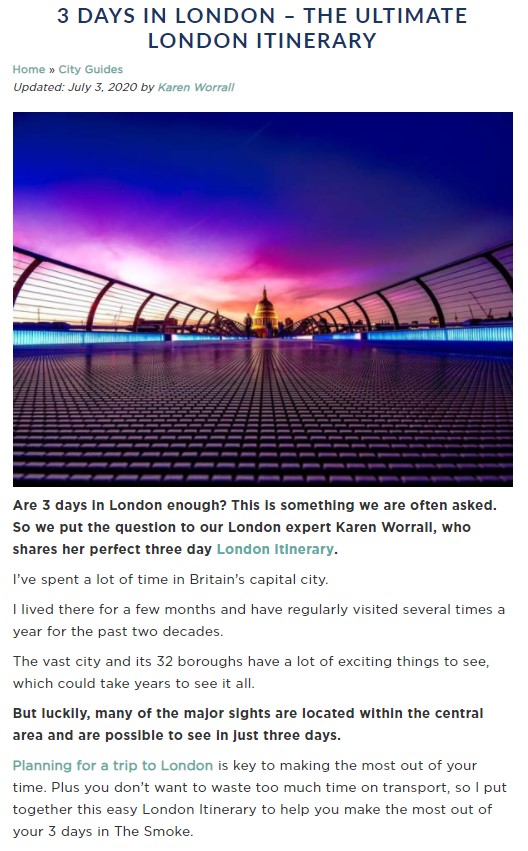 3 DAYS IN LONDON – THE ULTIMATE
LONDON ITINERARY
Home » City Guides
Updated: July 3, 2020 by Karen Worrall
Are 3 days in London enough? This is something we are often asked.
So we put the question to our London expert Karen Worrall, who
shares her perfect three day London Itinerary.
I’ve spent a lot of time in Britain’s capital city.
I lived there for a few months and have regularly visited several times a
year for the past two decades.
The vast city and its 32 boroughs have a lot of exciting things to see,
which could take years to see it all.
But luckily, many of the major sights are located within the central
area and are possible to see in just three days.
Planning for a trip to London is key to making the most out of your
time. Plus you don’t want to waste too much time on transport, so I put
together this easy London Itinerary to help you make the most out of
your 3 days in The Smoke.